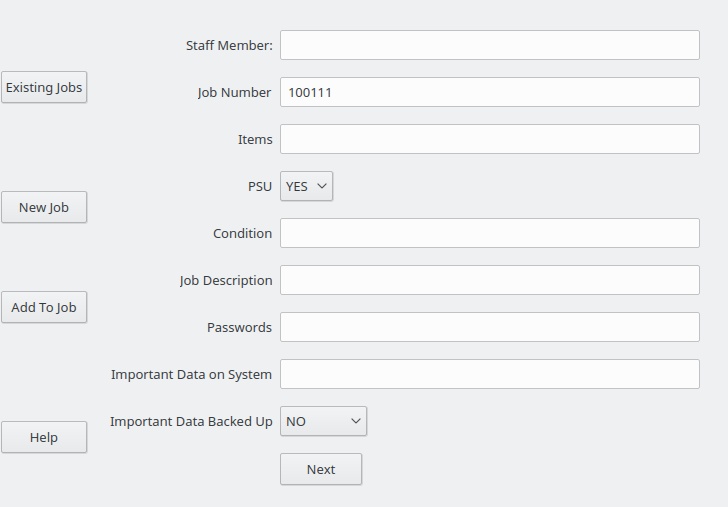 Staff Member:
Existing Jobs
Job Number 100111
Items
PSU YES
New Job
Condition
Job Description
Add To Job
Passwords
Important Data on System
Important Data Backed Up NO
Help
Next